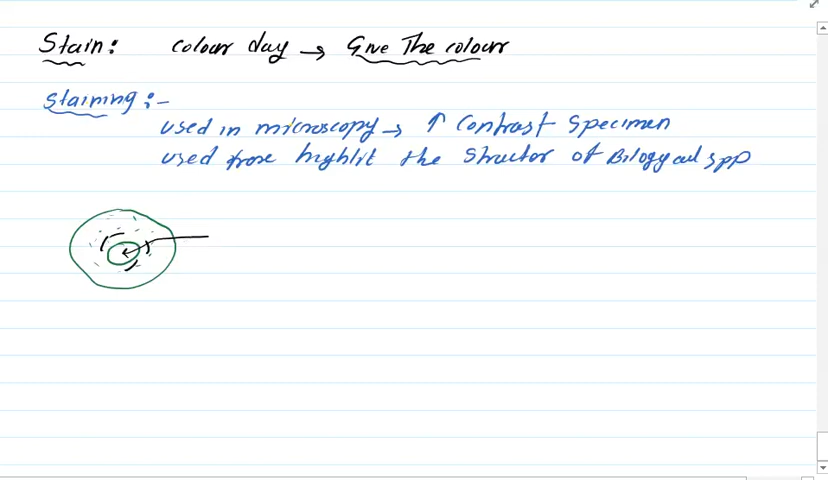 Stain: colour day → Give The colour
Staining :-
used in microscopy → ↑ Contrast Specimen
used frose highlit the Structor of Bilogycal spp